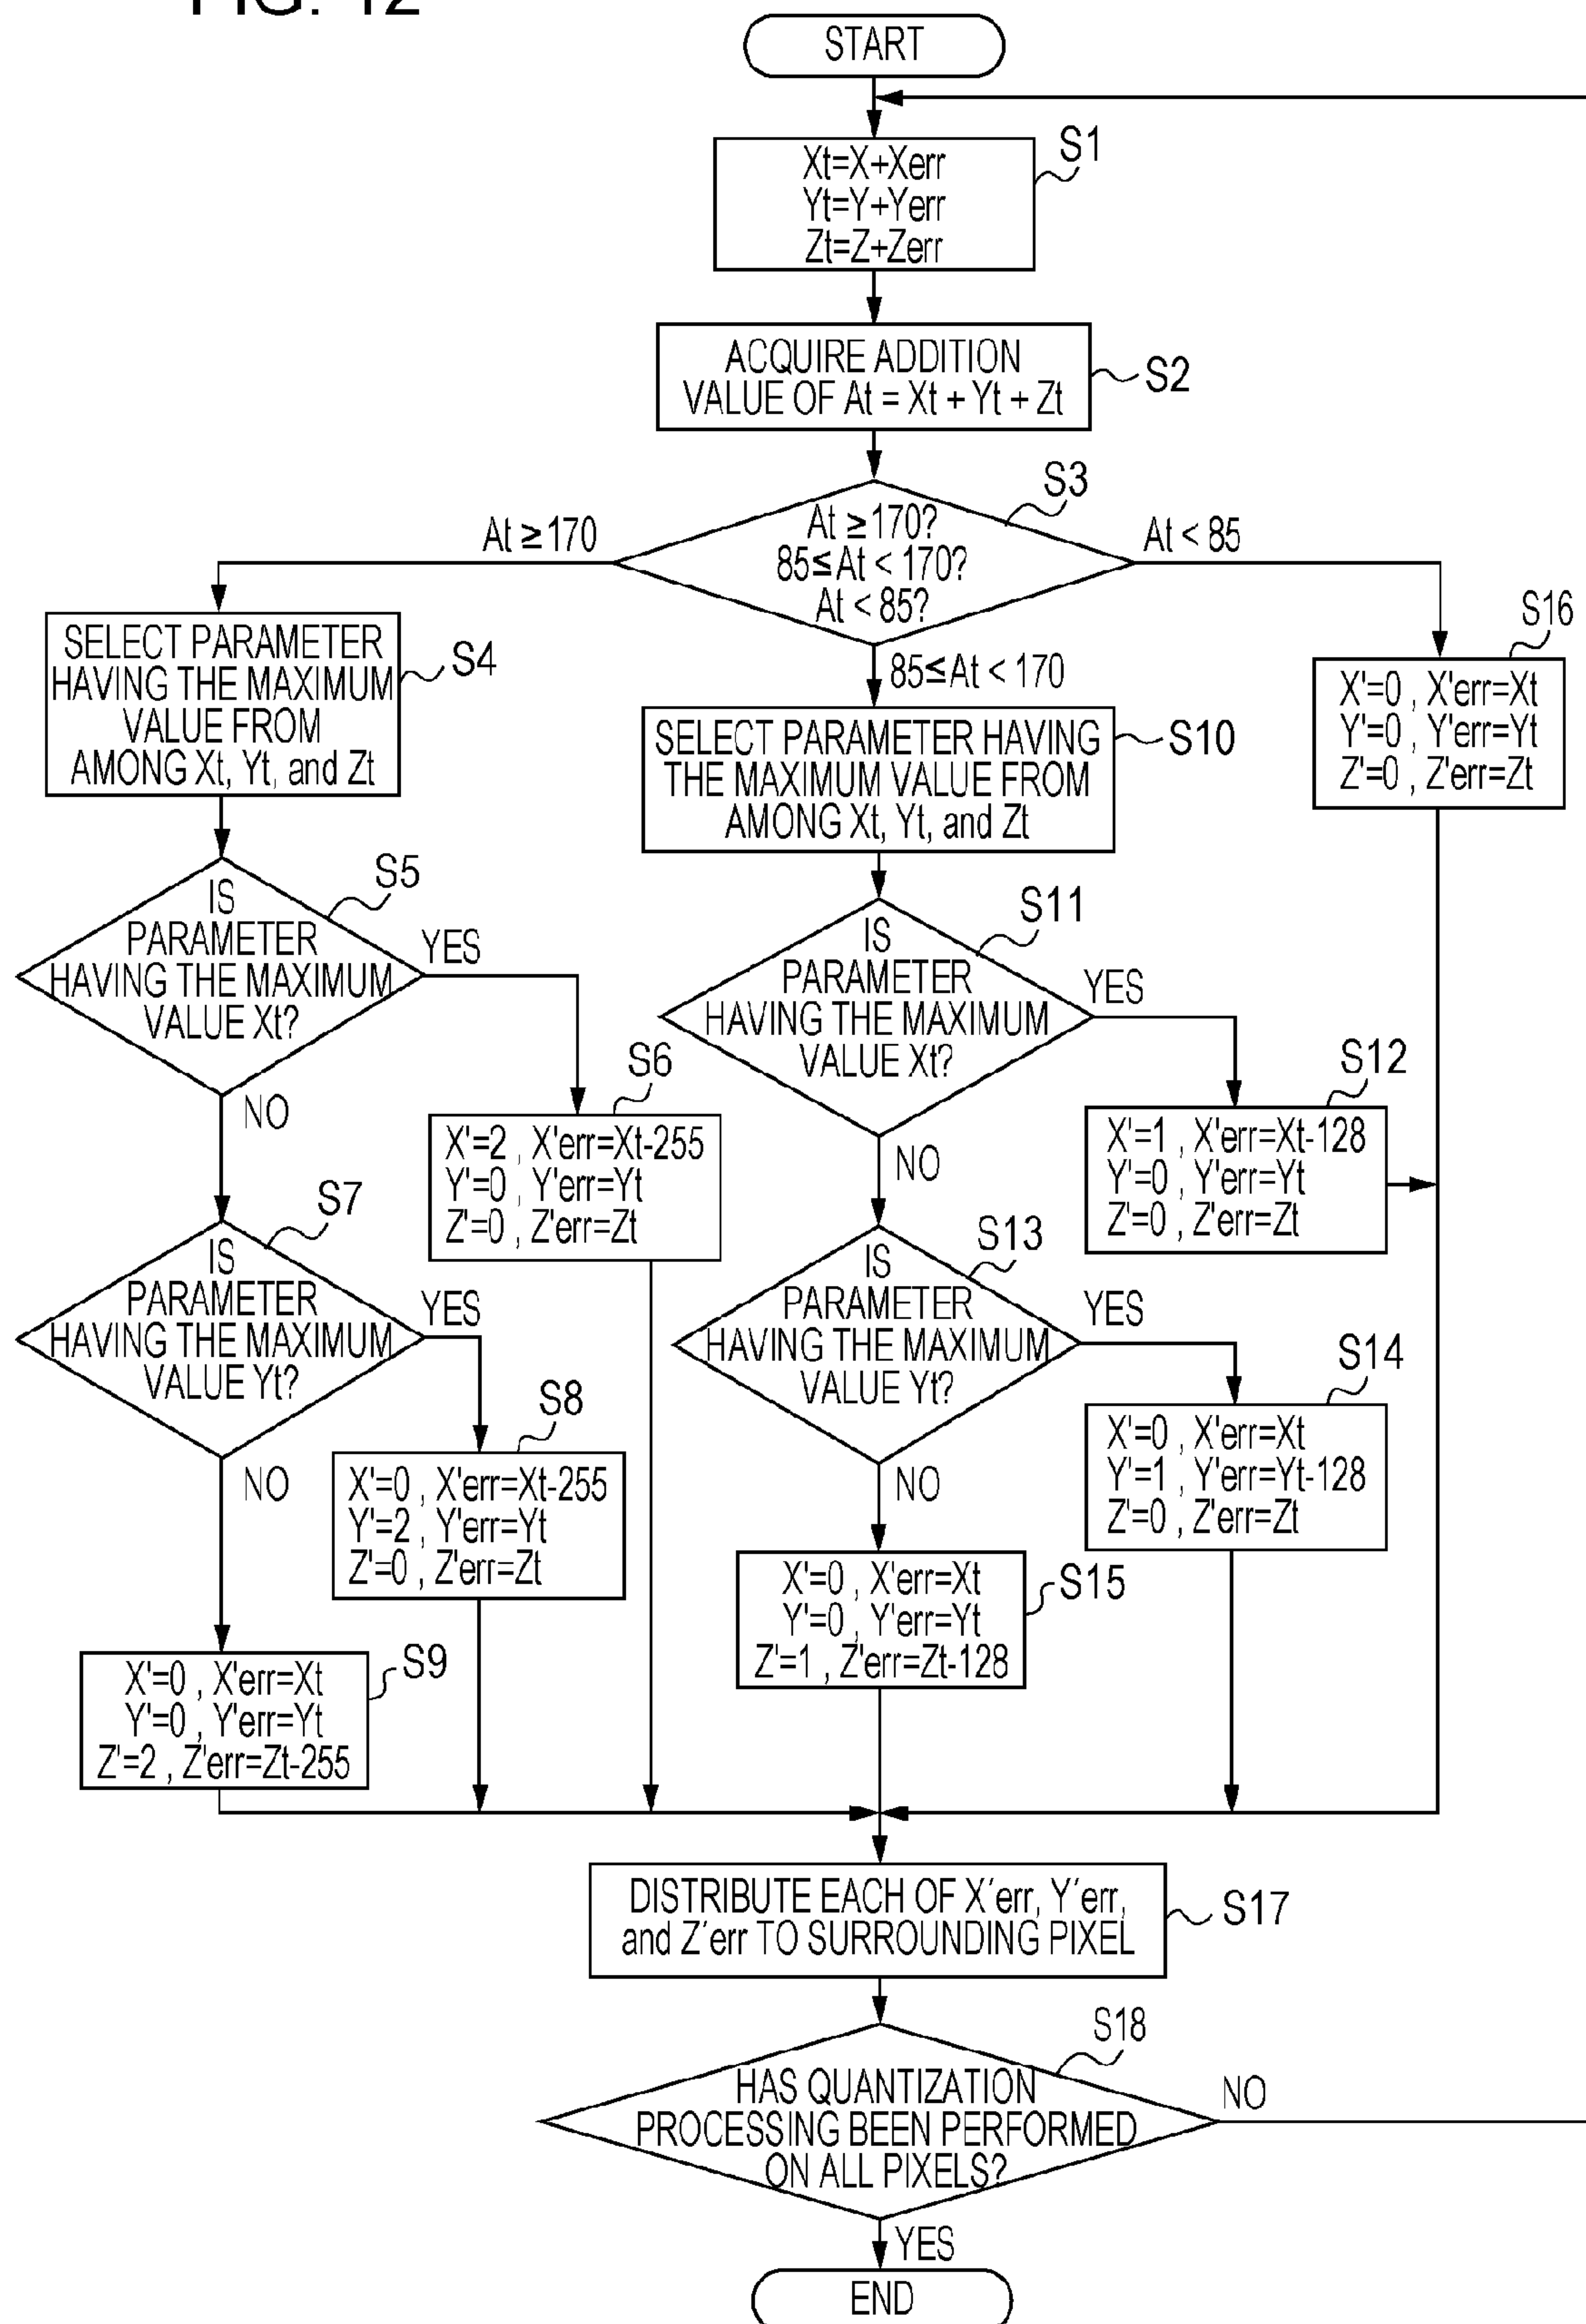 FIG. 12
START
S1
Xt=X+Xerr
Yt=Y+Yerr
Zt=Z+Zerr
S2
ACQUIRE ADDITION
VALUE OF At = Xt + Yt + Zt
S3
At ≥ 170?
85≤At < 170?
At < 85?
At ≥ 170
At < 85
85≤At < 170
S4
SELECT PARAMETER
HAVING THE MAXIMUM
VALUE FROM
AMONG Xt, Yt, and Zt
S10
SELECT PARAMETER HAVING
THE MAXIMUM VALUE FROM
AMONG Xt, Yt, and Zt
S16
X'=0 , X'err=Xt
Y'=0 , Y'err=Yt
Z'=0 , Z'err=Zt
S5
IS
PARAMETER
HAVING THE MAXIMUM
VALUE Xt?
YES
NO
S11
IS
PARAMETER
HAVING THE MAXIMUM
VALUE Xt?
YES
NO
S6
X'=2 , X'err=Xt-255
Y'=0 , Y'err=Yt
Z'=0 , Z'err=Zt
S12
X'=1 , X'err=Xt-128
Y'=0 , Y'err=Yt
Z'=0 , Z'err=Zt
S7
IS
PARAMETER
HAVING THE MAXIMUM
VALUE Yt?
YES
NO
S13
IS
PARAMETER
HAVING THE MAXIMUM
VALUE Yt?
YES
NO
S8
X'=0 , X'err=Xt-255
Y'=2 , Y'err=Yt
Z'=0 , Z'err=Zt
S14
X'=0 , X'err=Xt
Y'=1 , Y'err=Yt-128
Z'=0 , Z'err=Zt
S9
X'=0 , X'err=Xt
Y'=0 , Y'err=Yt
Z'=2 , Z'err=Zt-255
S15
X'=0 , X'err=Xt
Y'=0 , Y'err=Yt
Z'=1 , Z'err=Zt-128
S17
DISTRIBUTE EACH OF X'err, Y'err,
and Z'err TO SURROUNDING PIXEL
S18
HAS QUANTIZATION
PROCESSING BEEN PERFORMED
ON ALL PIXELS?
NO
YES
END